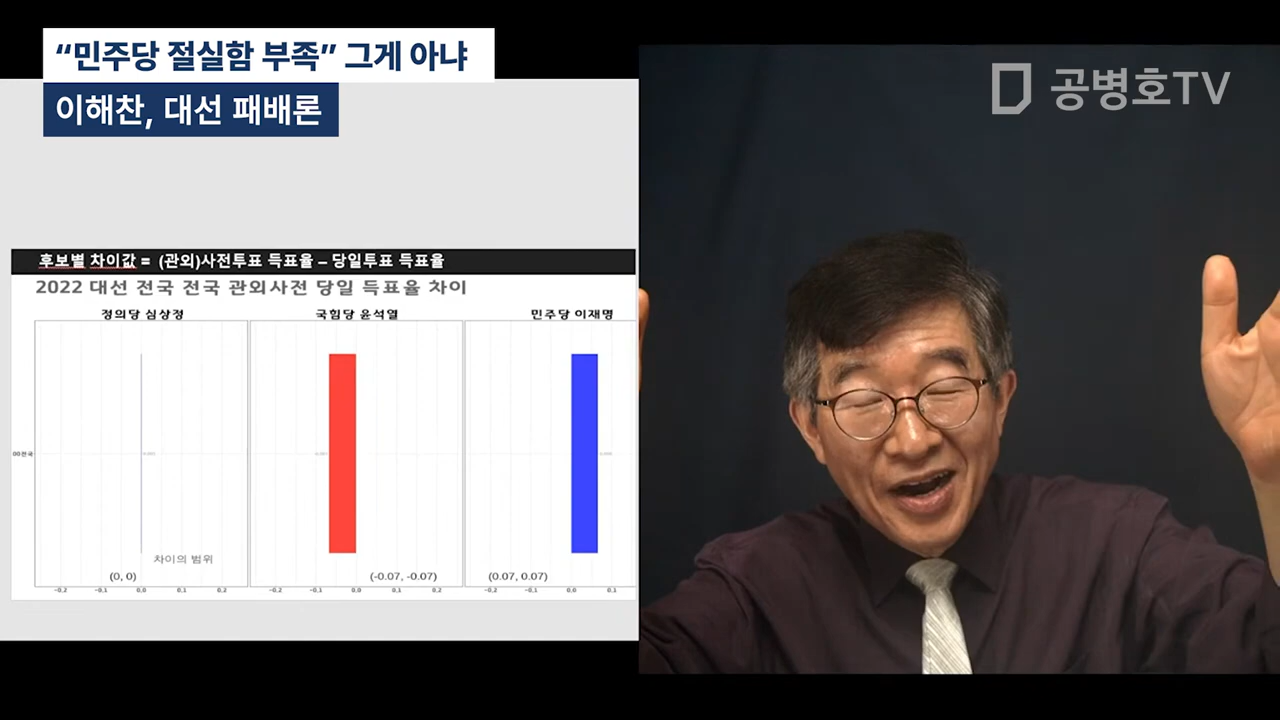 “민주당 절실함 부족” 그게 아냐
이해찬, 대선 패배론
공병호TV
후보별 차이값 = (관외)사전투표 득표율 – 당일투표 득표율
2022 대선 전국 전국 관외사전 당일 득표율 차이
정의당 심상정 국힘당 윤석열 민주당 이재명
00전국
차이의 범위
(0, 0) (-0.07, -0.07) (0.07, 0.07)
-0.2 -0.1 0.0 0.1 0.2 -0.2 -0.1 0.0 0.1 0.2 -0.2 -0.1 0.0 0.1